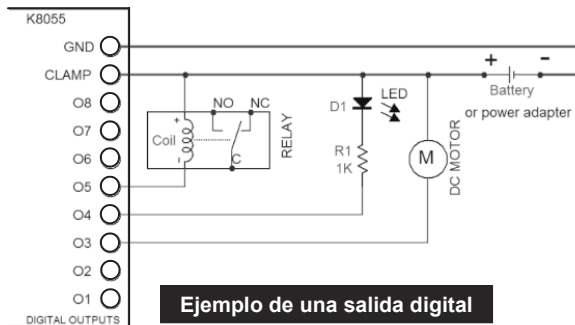 K8055
GND
CLAMP
O8
O7
O6
O5
O4
O3
O2
O1
DIGITAL OUTPUTS
+
Coil
-
NO
NC
C
RELAY
D1
LED
R1
1K
M
DC MOTOR
+
-
Battery
or power adapter
Ejemplo de una salida digital